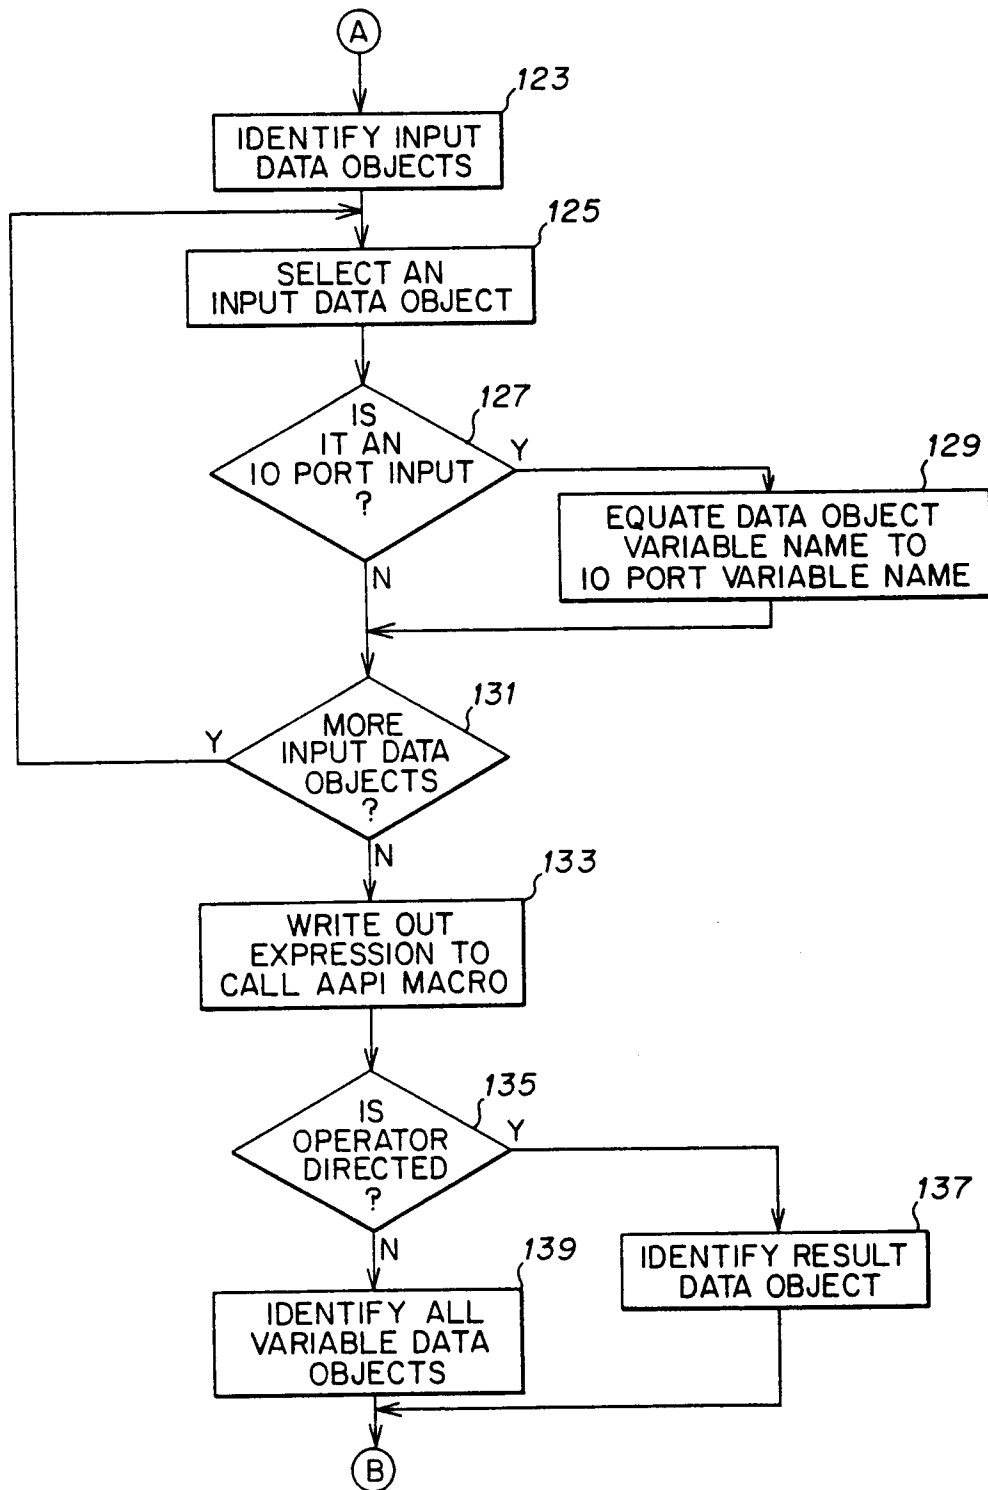 A
123
IDENTIFY INPUT
DATA OBJECTS
125
SELECT AN
INPUT DATA OBJECT
127
IS
IT AN
IO PORT INPUT
?
Y
N
129
EQUATE DATA OBJECT
VARIABLE NAME TO
IO PORT VARIABLE NAME
131
MORE
INPUT DATA
OBJECTS
?
Y
N
133
WRITE OUT
EXPRESSION TO
CALL AAPI MACRO
135
IS
OPERATOR
DIRECTED
?
Y
N
137
IDENTIFY RESULT
DATA OBJECT
139
IDENTIFY ALL
VARIABLE DATA
OBJECTS
B